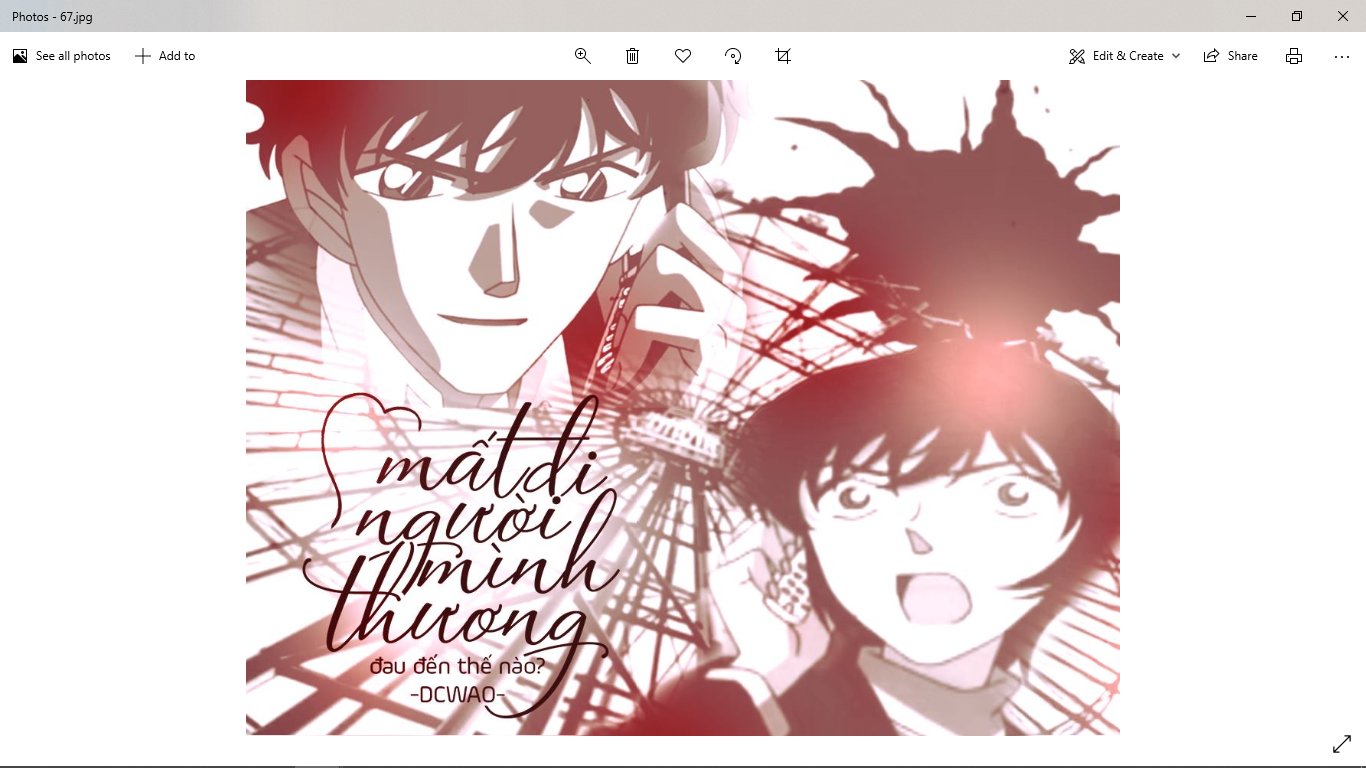 Photos - 67.jpg
See all photos
Add to
Edit & Create
Share
mất đi
người
mình
thương
đau đến thế nào?
-DCWAO-